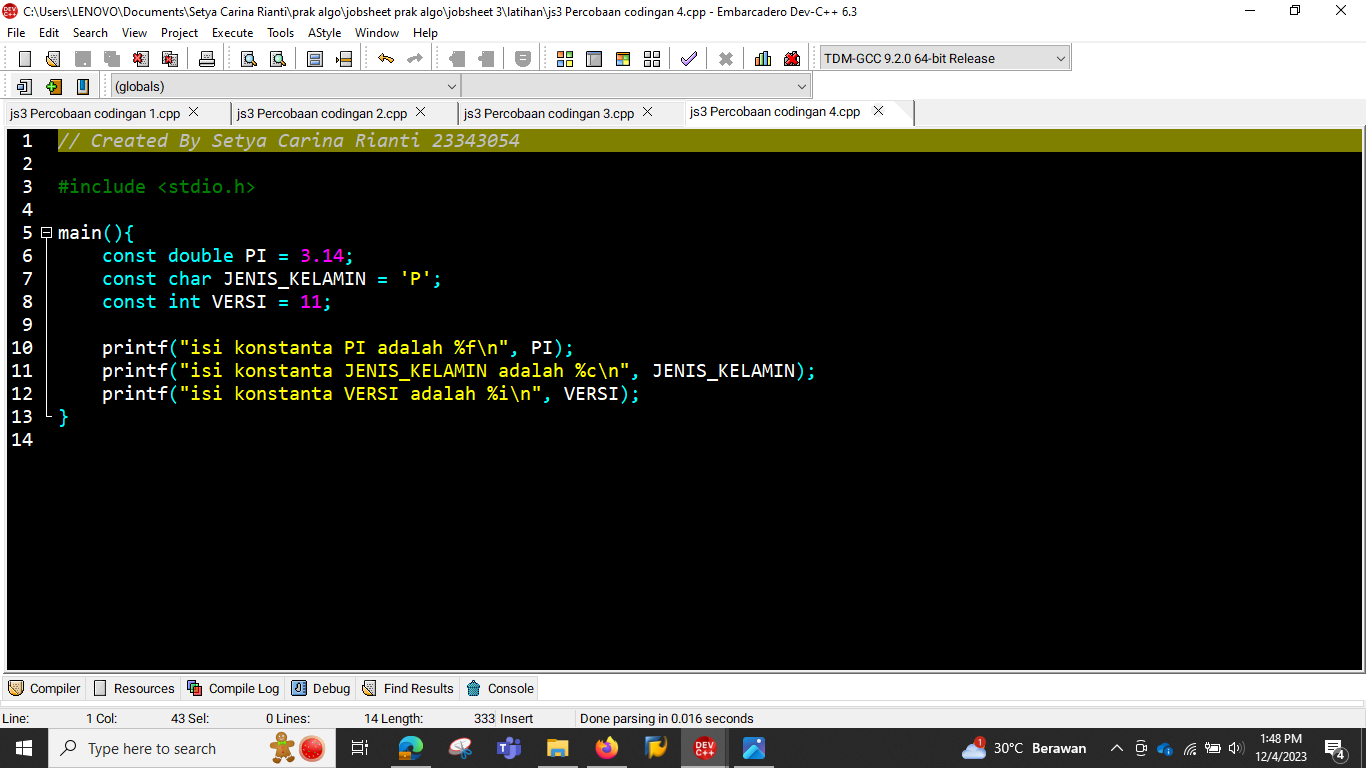 C:\Users\LENOVO\Documents\Setya Carina Rianti\prak algo\jobsheet prak algo\jobsheet 3\latihan\js3 Percobaan codingan 4.cpp - Embarcadero Dev-C++ 6.3
File Edit Search View Project Execute Tools AStyle Window Help
TDM-GCC 9.2.0 64-bit Release
(globals)
js3 Percobaan codingan 1.cpp js3 Percobaan codingan 2.cpp js3 Percobaan codingan 3.cpp js3 Percobaan codingan 4.cpp
1 // Created By Setya Carina Rianti 23343054
2
3 #include <stdio.h>
4
5 main(){
6 const double PI = 3.14;
7 const char JENIS_KELAMIN = 'P';
8 const int VERSI = 11;
9
10 printf("isi konstanta PI adalah %f\n", PI);
11 printf("isi konstanta JENIS_KELAMIN adalah %c\n", JENIS_KELAMIN);
12 printf("isi konstanta VERSI adalah %i\n", VERSI);
13 }
14
Compiler Resources Compile Log Debug Find Results Console
Line: 1 Col: 43 Sel: 0 Lines: 14 Length: 333 Insert Done parsing in 0.016 seconds
Type here to search DEV C++ 1 30°C Berawan 1:48 PM
12/4/2023 4